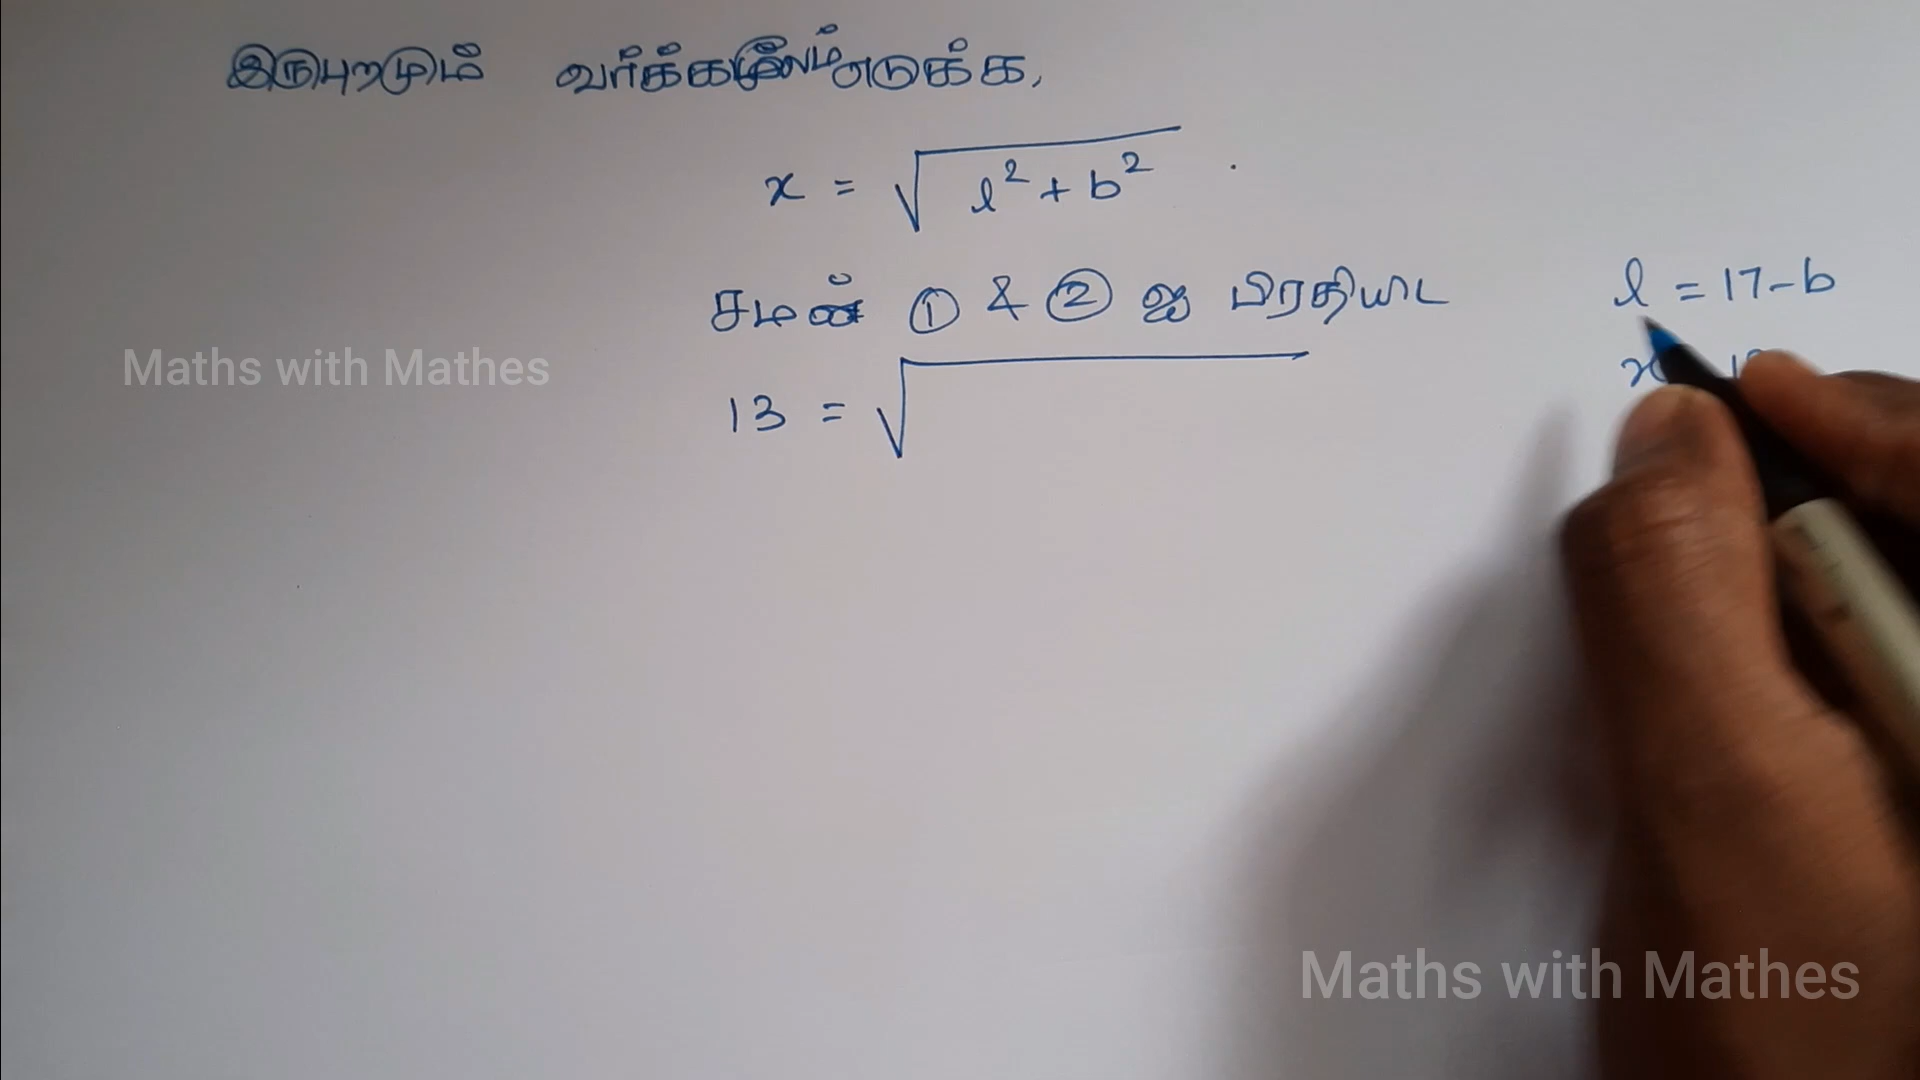 இருபுறமும் வர்க்கமூலம் எடுக்க,
x = √ l² + b²
சமன் ① & ② ஐ பிரதியிட
l = 17 - b
Maths with Mathes
13 = √
x
Maths with Mathes